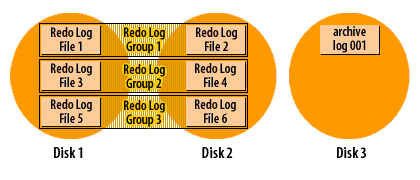 Redo Log
File 1
Redo Log
Group 1
Redo Log
File 2
Redo Log
File 3
Redo Log
Group 2
Redo Log
File 4
Redo Log
File 5
Redo Log
Group 3
Redo Log
File 6
archive
log 001
Disk 1
Disk 2
Disk 3